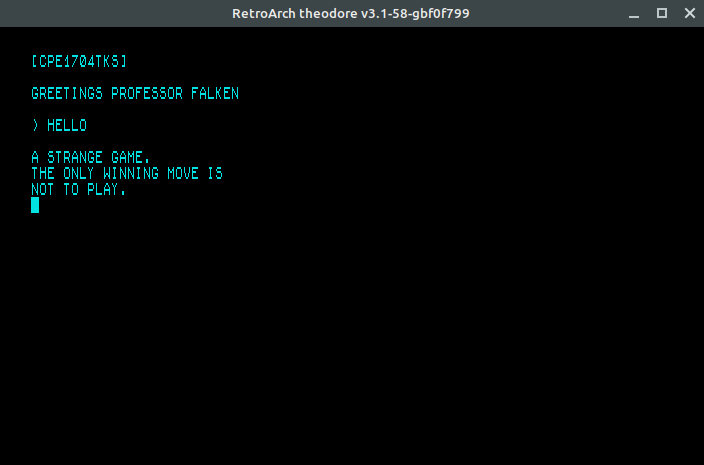 RetroArch theodore v3.1-58-gbf0f799
[CPE1704TKS]
GREETINGS PROFESSOR FALKEN
> HELLO
A STRANGE GAME.
THE ONLY WINNING MOVE IS
NOT TO PLAY.